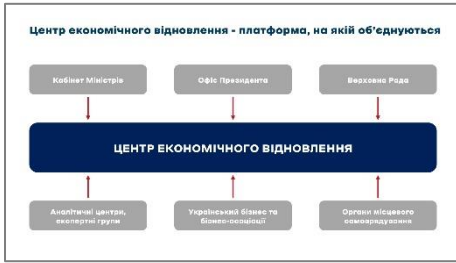 Центр економічного відновлення - платформа, на якій об'єднуються
Кабінет Міністрів
Офіс Президента
Верховна Рада
ЦЕНТР ЕКОНОМІЧНОГО ВІДНОВЛЕННЯ
Аналітичні центри,
експертні групи
Український бізнес та
бізнес-асоціації
Органи місцевого
самоврядування